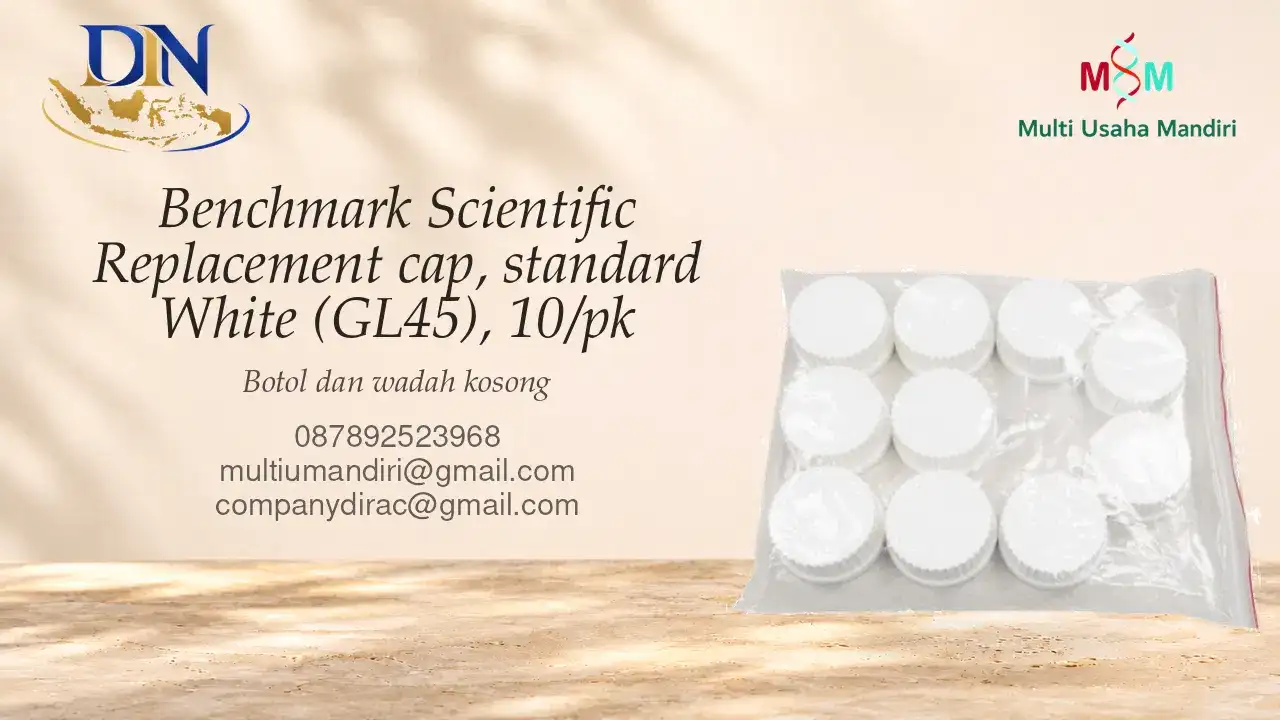 DIN
MSM
Multi Usaha Mandiri
Benchmark Scientific
Replacement cap, standard
White (GL45), 10/pk
Botol dan wadah kosong
087892523968
multiumandiri@gmail.com
companydirac@gmail.com